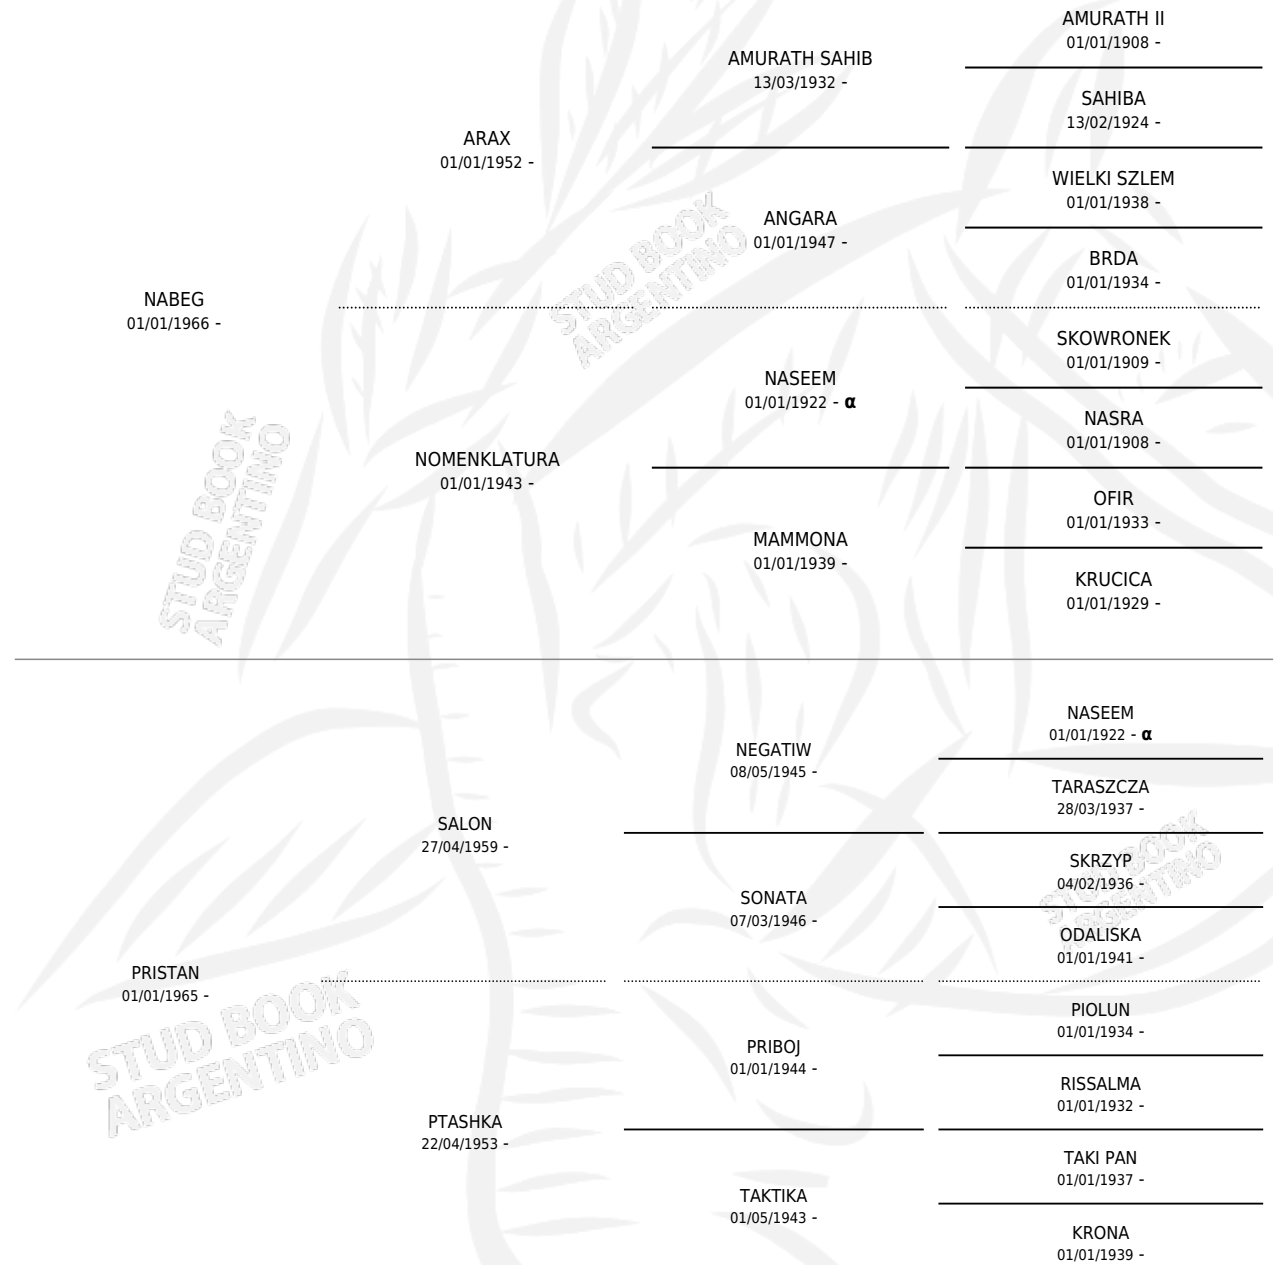 AMURATH II
01/01/1908 -
AMURATH SAHIB
13/03/1932 -
SAHIBA
13/02/1924 -
ARAX
01/01/1952 -
WIELKI SZLEM
01/01/1938 -
ANGARA
01/01/1947 -
BRDA
01/01/1934 -
NABEG
01/01/1966 -
SKOWRONEK
01/01/1909 -
NASEEM
01/01/1922 - α
NASRA
01/01/1908 -
NOMENKLATURA
01/01/1943 -
OFIR
01/01/1933 -
MAMMONA
01/01/1939 -
KRUCICA
01/01/1929 -
NASEEM
01/01/1922 - α
NEGATIW
08/05/1945 -
TARASZCZA
28/03/1937 -
SALON
27/04/1959 -
SKRZYP
04/02/1936 -
SONATA
07/03/1946 -
ODALISKA
01/01/1941 -
PRISTAN
01/01/1965 -
PIOLUN
01/01/1934 -
PRIBOJ
01/01/1944 -
RISSALMA
01/01/1932 -
PTASHKA
22/04/1953 -
TAKI PAN
01/01/1937 -
TAKTIKA
01/05/1943 -
KRONA
01/01/1939 -
STUD BOOK
ARGENTINO
STUD BOOK
ARGENTINO
STUD BOOK
ARGENTINO
STUD BOOK
ARGENTINO